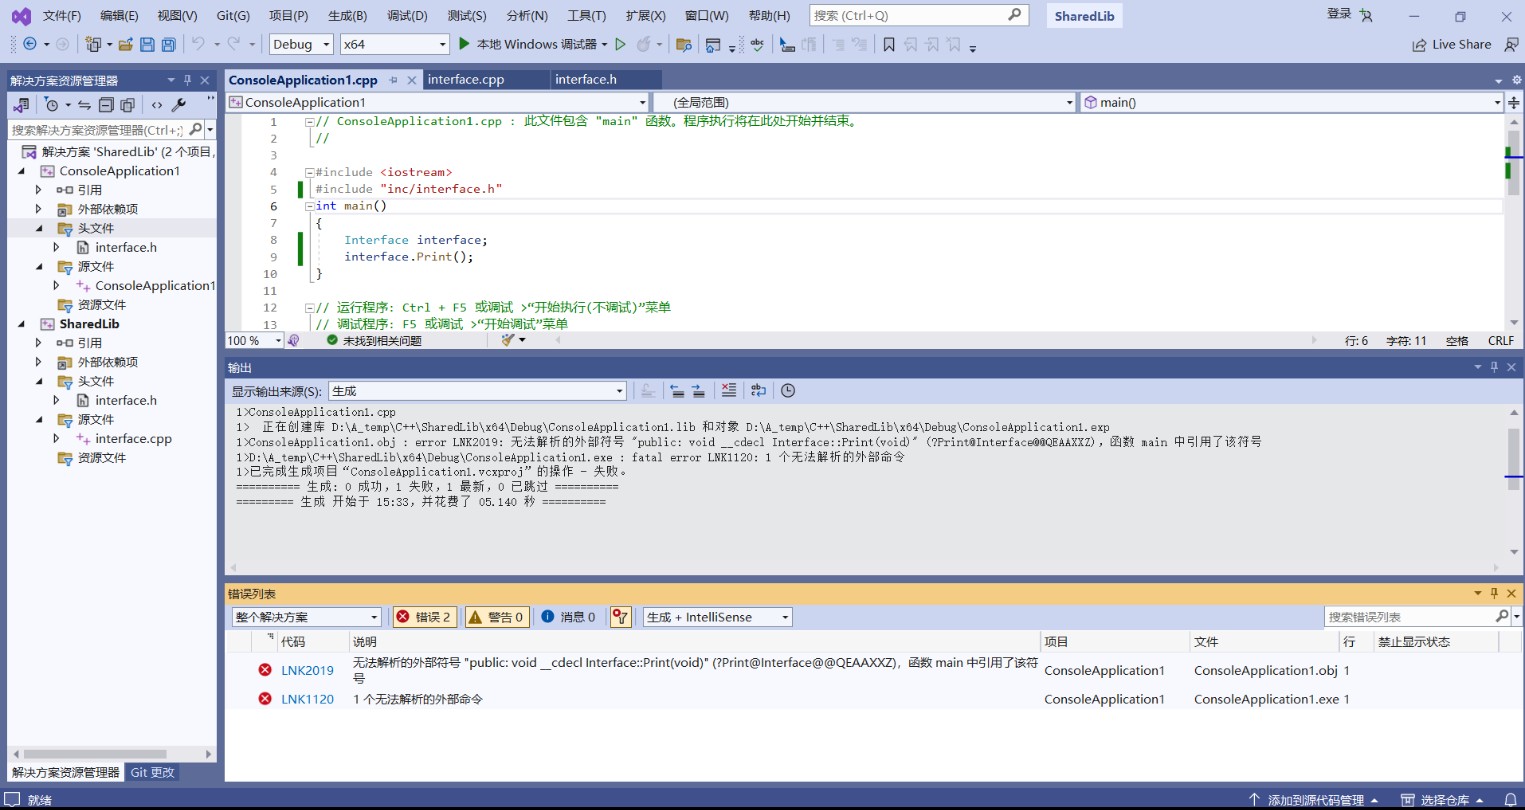 文件(F) 编辑(E) 视图(V) Git(G) 项目(P) 生成(B) 调试(D) 测试(S) 分析(N) 工具(T) 扩展(X) 窗口(W) 帮助(H) 搜索 (Ctrl+Q) SharedLib 登录
Debug x64 本地 Windows 调试器 Live Share
解决方案资源管理器
搜索解决方案资源管理器(Ctrl+;)
解决方案 'SharedLib' (2 个项目,
ConsoleApplication1
引用
外部依赖项
头文件
interface.h
源文件
ConsoleApplication1
资源文件
SharedLib
引用
外部依赖项
头文件
interface.h
源文件
interface.cpp
资源文件
解决方案资源管理器 Git 更改
ConsoleApplication1.cpp interface.cpp interface.h
ConsoleApplication1 (全局范围) main()
1 // ConsoleApplication1.cpp : 此文件包含 "main" 函数。程序执行将在此处开始并结束。
2 //
3
4 #include <iostream>
5 #include "inc/interface.h"
6 int main()
7 {
8 Interface interface;
9 interface.Print();
10 }
11
12 // 运行程序: Ctrl + F5 或调试 >“开始执行(不调试)”菜单
13 // 调试程序: F5 或调试 >“开始调试”菜单
100 % 未找到相关问题 行: 6 字符: 11 空格 CRLF
输出
显示输出来源(S): 生成
1>ConsoleApplication1.cpp
1> 正在创建库 D:\A_temp\C++\SharedLib\x64\Debug\ConsoleApplication1.lib 和对象 D:\A_temp\C++\SharedLib\x64\Debug\ConsoleApplication1.exp
1>ConsoleApplication1.obj : error LNK2019: 无法解析的外部符号 "public: void __cdecl Interface::Print(void)" (?Print@Interface@@QEAAXXZ)，函数 main 中引用了该符号
1>D:\A_temp\C++\SharedLib\x64\Debug\ConsoleApplication1.exe : fatal error LNK1120: 1 个无法解析的外部命令
1>已完成生成项目“ConsoleApplication1.vcxproj”的操作 - 失败。
========== 生成: 0 成功，1 失败，1 最新，0 已跳过 ==========
========= 生成 开始于 15:33，并花费了 05.140 秒 ==========
错误列表
整个解决方案 错误 2 警告 0 消息 0 生成 + IntelliSense 搜索错误列表
代码 说明 项目 文件 行 禁止显示状态
LNK2019 无法解析的外部符号 "public: void __cdecl Interface::Print(void)" (?Print@Interface@@QEAAXXZ)，函数 main 中引用了该符号 ConsoleApplication1 ConsoleApplication1.obj 1
LNK1120 1 个无法解析的外部命令 ConsoleApplication1 ConsoleApplication1.exe 1
就绪 添加到源代码管理 选择仓库